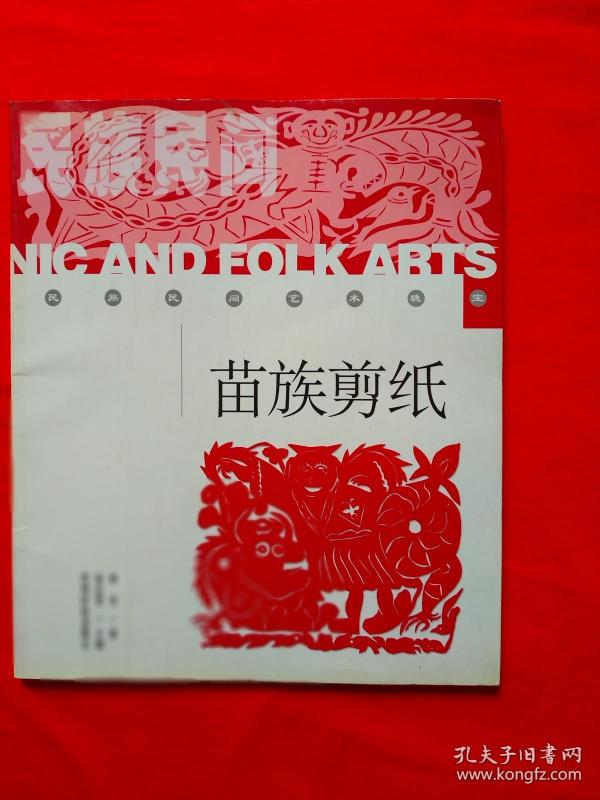 民族民间
NIC AND FOLK ARTS
民族民间艺术瑰宝
苗族剪纸
孔夫子旧書网
www.kongfz.com